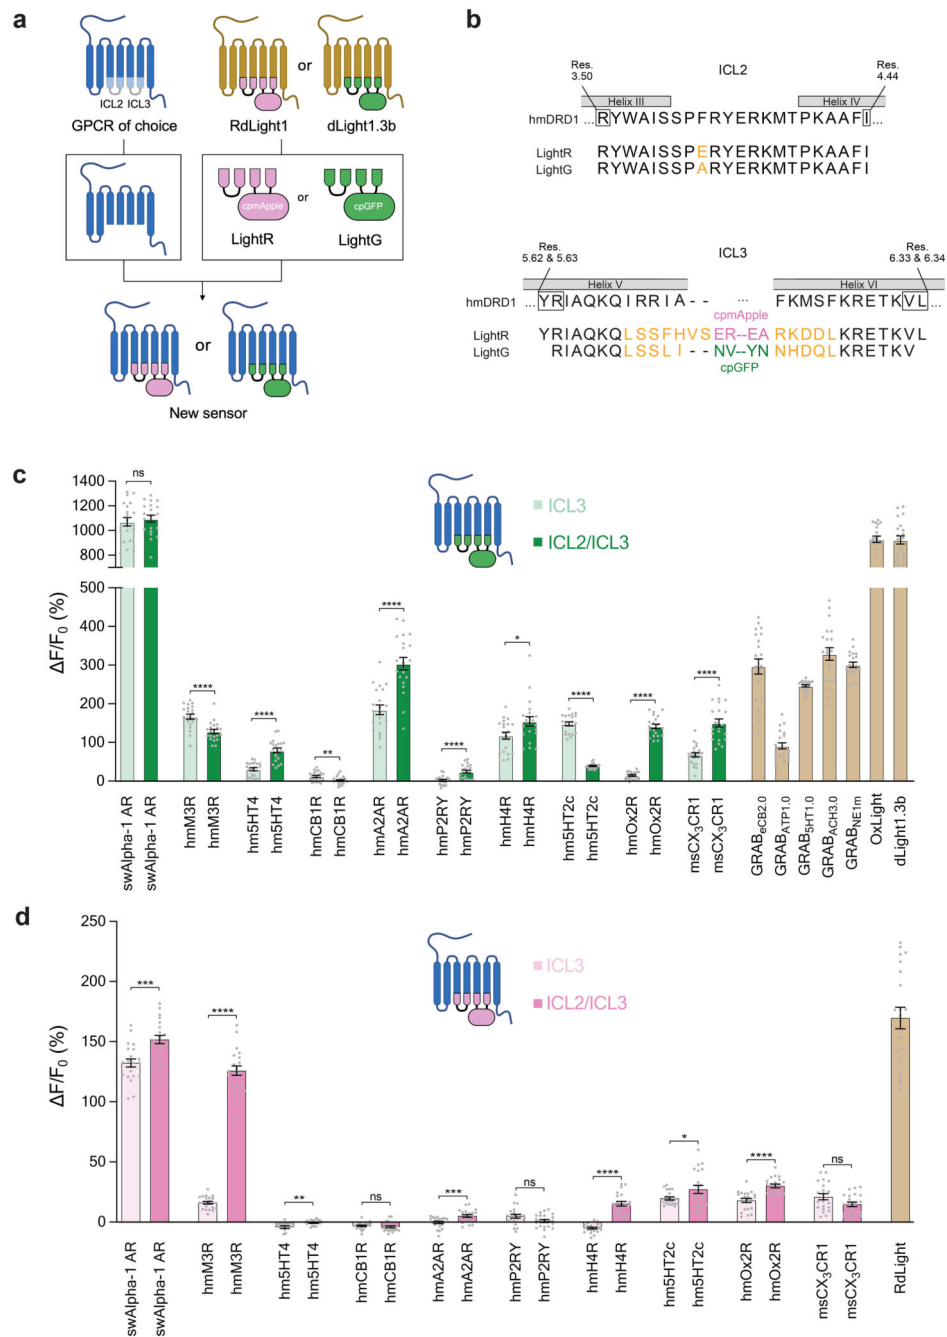 a
ICL2 ICL3
GPCR of choice
RdLight1
or
dLight1.3b
cpmApple
or
cpGFP
LightR
LightG
or
New sensor
b
ICL2
Res.
3.50
Res.
4.44
Helix III
Helix IV
hmDRD1 ... RYWAISSPFRYERKMTPKAAFI ...
LightR RYWAISSPERYERKMTPKAAFI
LightG RYWAISSPARYERKMTPKAAFI
ICL3
Res.
5.62 & 5.63
Res.
6.33 & 6.34
Helix V
Helix VI
hmDRD1 ... YRIAQKQIRRIA-- ... FKMSFKRETKVL ...
cpmApple
LightR YRIAQKQLSSFHVSER--EARKDDLKRETKVL
LightG RIAQKQLSSLI--NV--YNNHDQLKRETKV
cpGFP
c
ΔF/F0 (%)
1400
1200
1000
800
500
400
300
200
100
0
ns
****
****
**
****
****
*
****
****
****
ICL3
ICL2/ICL3
swAlpha-1 AR
swAlpha-1 AR
hmM3R
hmM3R
hm5HT4
hm5HT4
hmCB1R
hmCB1R
hmA2AR
hmA2AR
hmP2RY
hmP2RY
hmH4R
hmH4R
hm5HT2c
hm5HT2c
hmOx2R
hmOx2R
msCX3CR1
msCX3CR1
GRABeCB2.0
GRABATP1.0
GRAB5HT1.0
GRABACH3.0
GRABNE1m
OxLight
dLight1.3b
d
ΔF/F0 (%)
250
200
150
100
50
0
***
****
**
ns
***
ns
****
*
****
ns
ICL3
ICL2/ICL3
swAlpha-1 AR
swAlpha-1 AR
hmM3R
hmM3R
hm5HT4
hm5HT4
hmCB1R
hmCB1R
hmA2AR
hmA2AR
hmP2RY
hmP2RY
hmH4R
hmH4R
hm5HT2c
hm5HT2c
hmOx2R
hmOx2R
msCX3CR1
msCX3CR1
RdLight